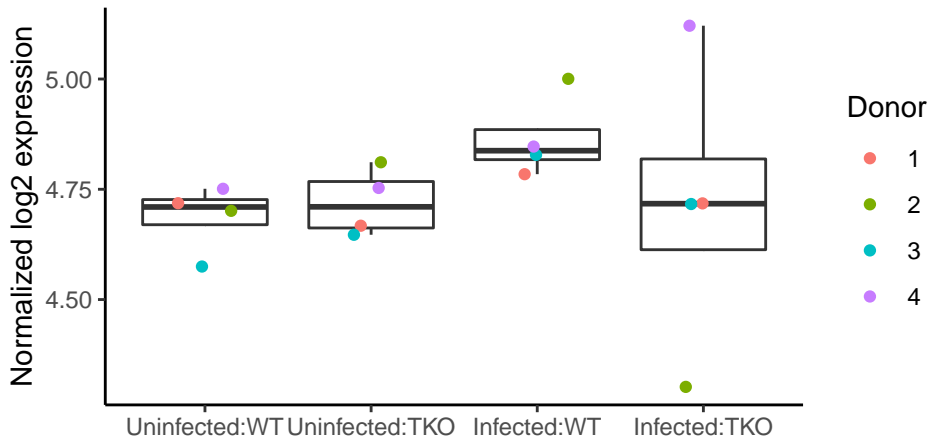 Normalized log2 expression
5.00
4.75
4.50
Uninfected:WT
Uninfected:TKO
Infected:WT
Infected:TKO
Donor
1
2
3
4